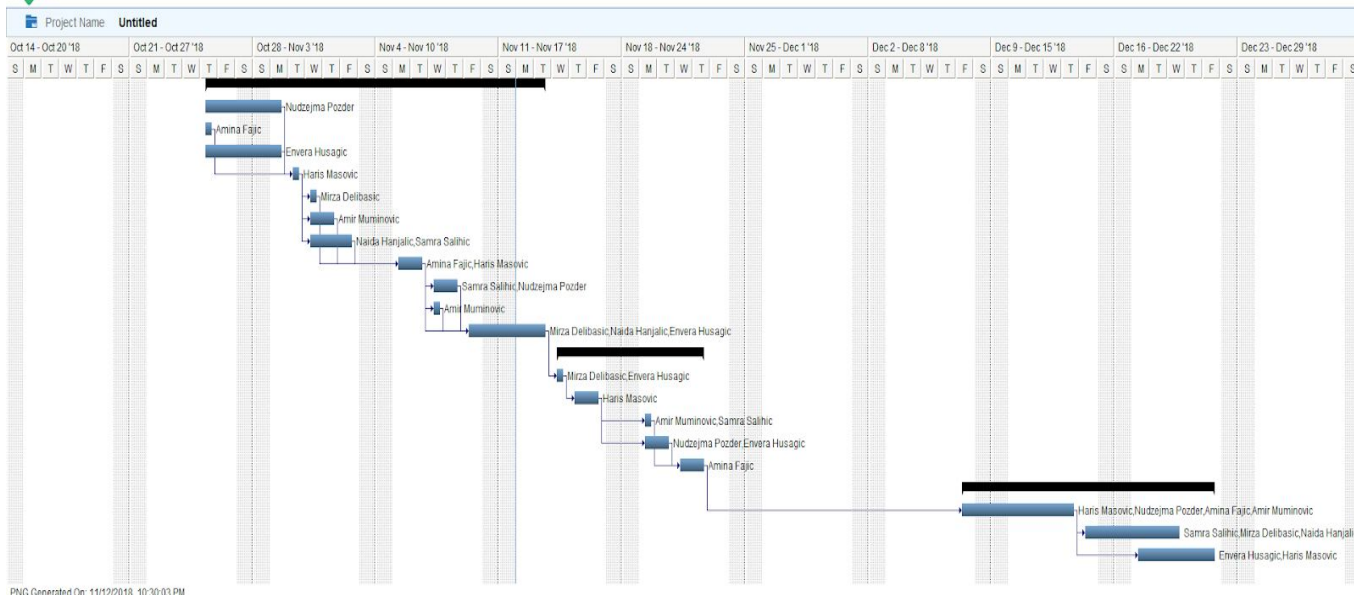 Project Name: Untitled
Oct 14 - Oct 20 '18 Oct 21 - Oct 27 '18 Oct 28 - Nov 3 '18 Nov 4 - Nov 10 '18 Nov 11 - Nov 17 '18 Nov 18 - Nov 24 '18 Nov 25 - Dec 1 '18 Dec 2 - Dec 8 '18 Dec 9 - Dec 15 '18 Dec 16 - Dec 22 '18 Dec 23 - Dec 29 '18
S M T W T F S S M T W T F S S M T W T F S S M T W T F S S M T W T F S S M T W T F S S M T W T F S S M T W T F S S M T W T F S S M T W T F S S M T W T F S
Nudzejma Pozder
Amina Fajic
Envera Husagic
Haris Masovic
Mirza Delibasic
Amir Muminovic
Naida Hanjalic,Samra Salihic
Amina Fajic,Haris Masovic
Samra Salihic,Nudzejma Pozder
Amir Muminovic
Mirza Delibasic,Naida Hanjalic,Envera Husagic
Mirza Delibasic,Envera Husagic
Haris Masovic
Amir Muminovic,Samra Salihic
Nudzejma Pozder,Envera Husagic
Amina Fajic
Haris Masovic,Nudzejma Pozder,Amina Fajic,Amir Muminovic
Samra Salihic,Mirza Delibasic,Naida Hanjali
Envera Husagic,Haris Masovic
PNG Generated On: 11/12/2018, 10:30:03 PM